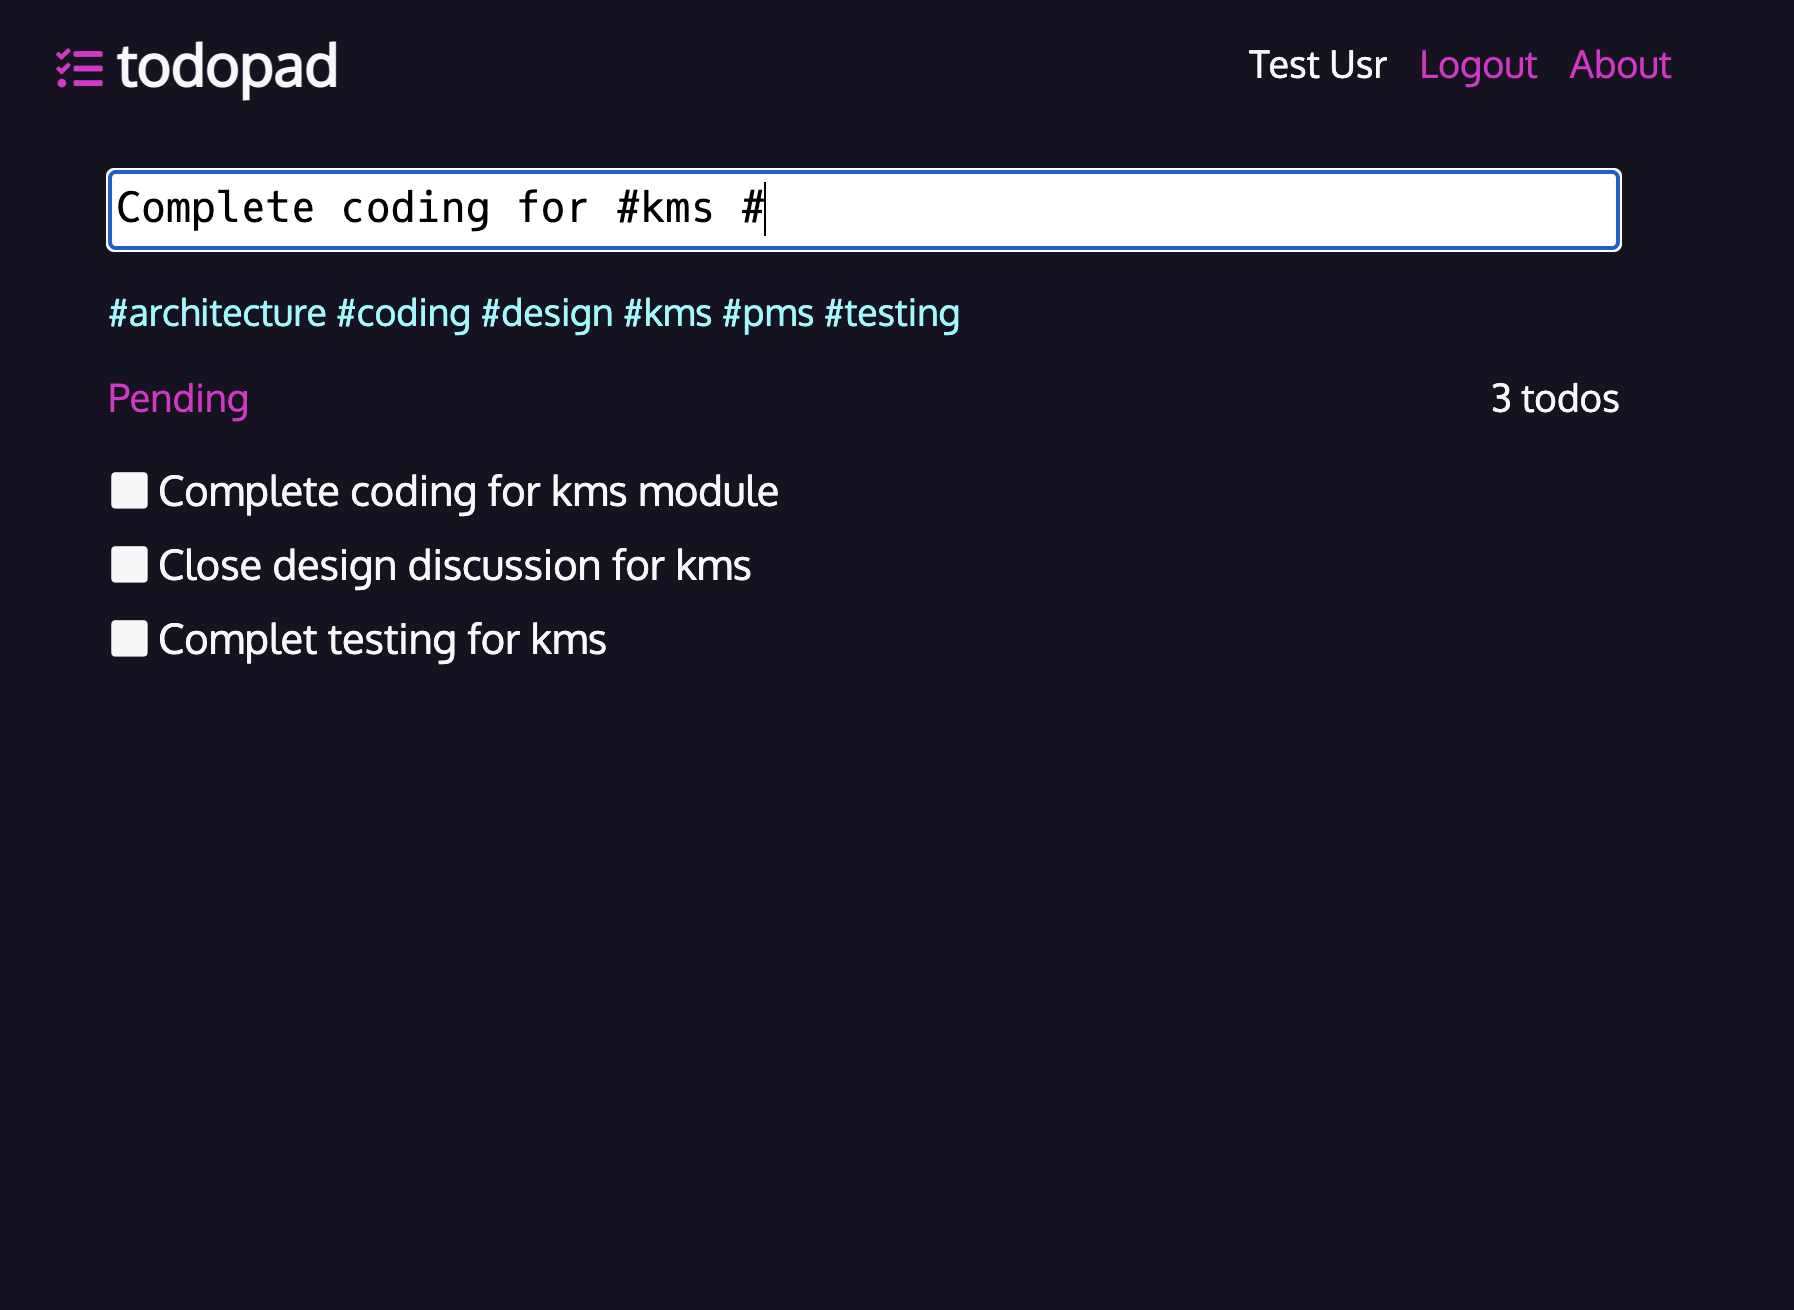 todopad
Test Usr Logout About
Complete coding for #kms #
#architecture #coding #design #kms #pms #testing
Pending 3 todos
Complete coding for kms module
Close design discussion for kms
Complet testing for kms